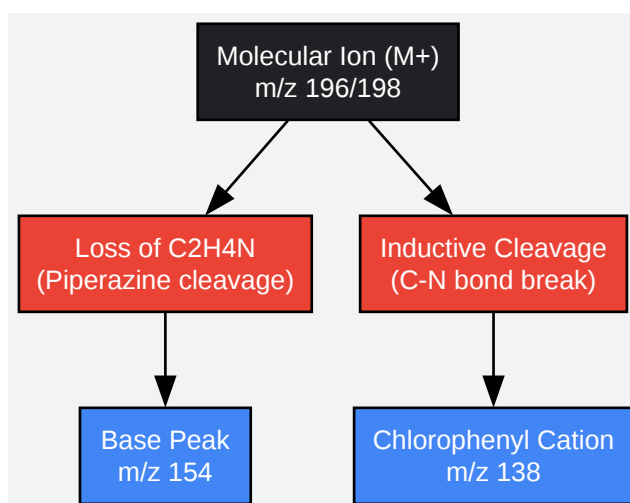 Molecular Ion (M+)
m/z 196/198
Loss of C2H4N
(Piperazine cleavage)
Inductive Cleavage
(C-N bond break)
Base Peak
m/z 154
Chlorophenyl Cation
m/z 138